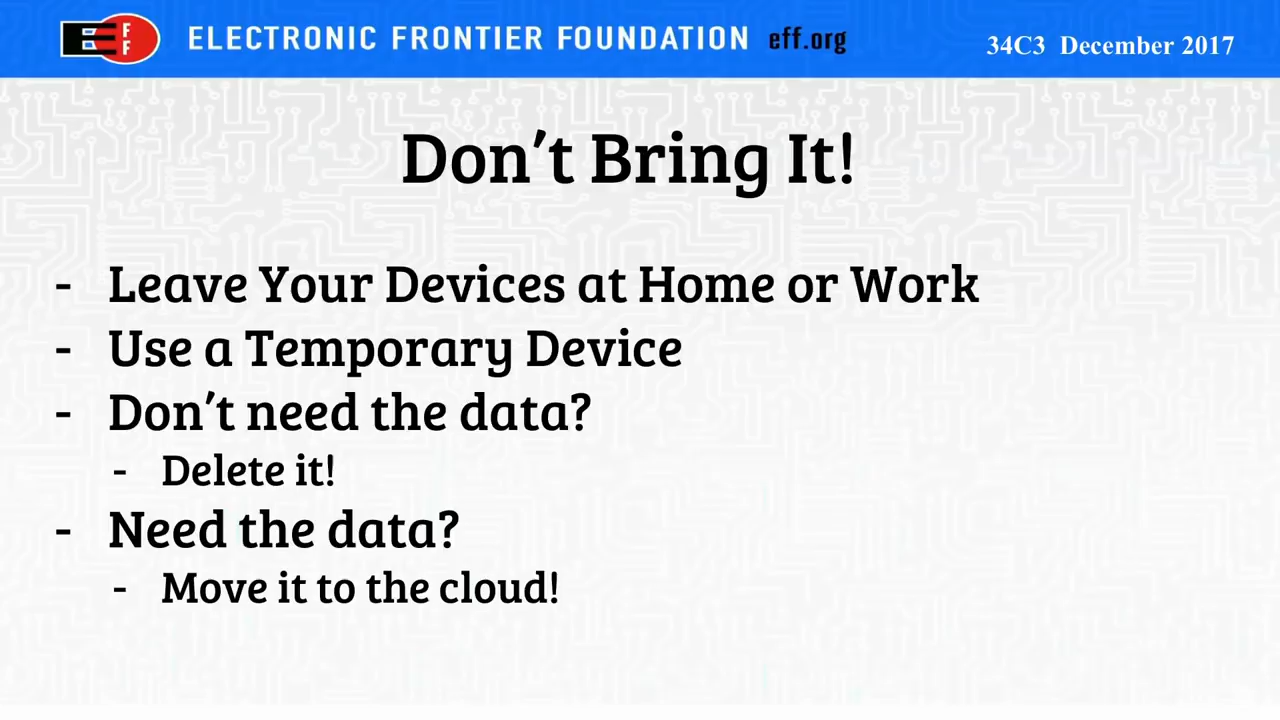 EFF ELECTRONIC FRONTIER FOUNDATION eff.org 34C3 December 2017
Don't Bring It!
- Leave Your Devices at Home or Work
- Use a Temporary Device
- Don't need the data?
- Delete it!
- Need the data?
- Move it to the cloud!